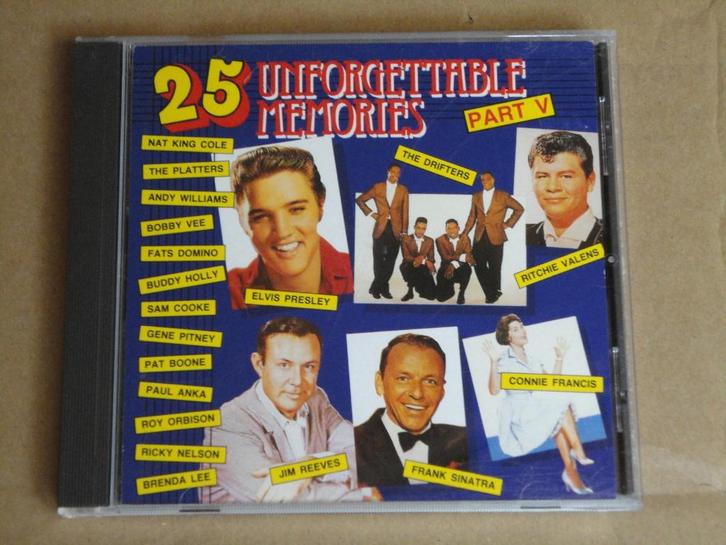 25 UNFORGETTABLE
MEMORIES
PART V
NAT KING COLE
THE PLATTERS
ANDY WILLIAMS
BOBBY VEE
FATS DOMINO
BUDDY HOLLY
SAM COOKE
GENE PITNEY
PAT BOONE
PAUL ANKA
ROY ORBISON
RICKY NELSON
BRENDA LEE
ELVIS PRESLEY
THE DRIFTERS
RITCHIE VALENS
JIM REEVES
FRANK SINATRA
CONNIE FRANCIS